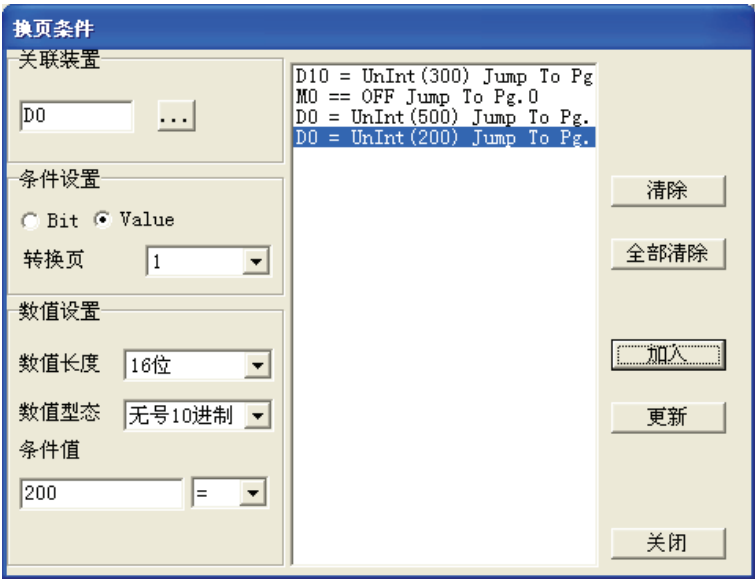 换页条件
关联装置
D0
...
条件设置
Bit
Value
转换页
1
数值设置
数值长度
16位
数值型态
无号10进制
条件值
200
=
D10 = UnInt(300) Jump To Pg
M0 == OFF Jump To Pg.0
D0 = UnInt(500) Jump To Pg.
D0 = UnInt(200) Jump To Pg.
清除
全部清除
加入
更新
关闭